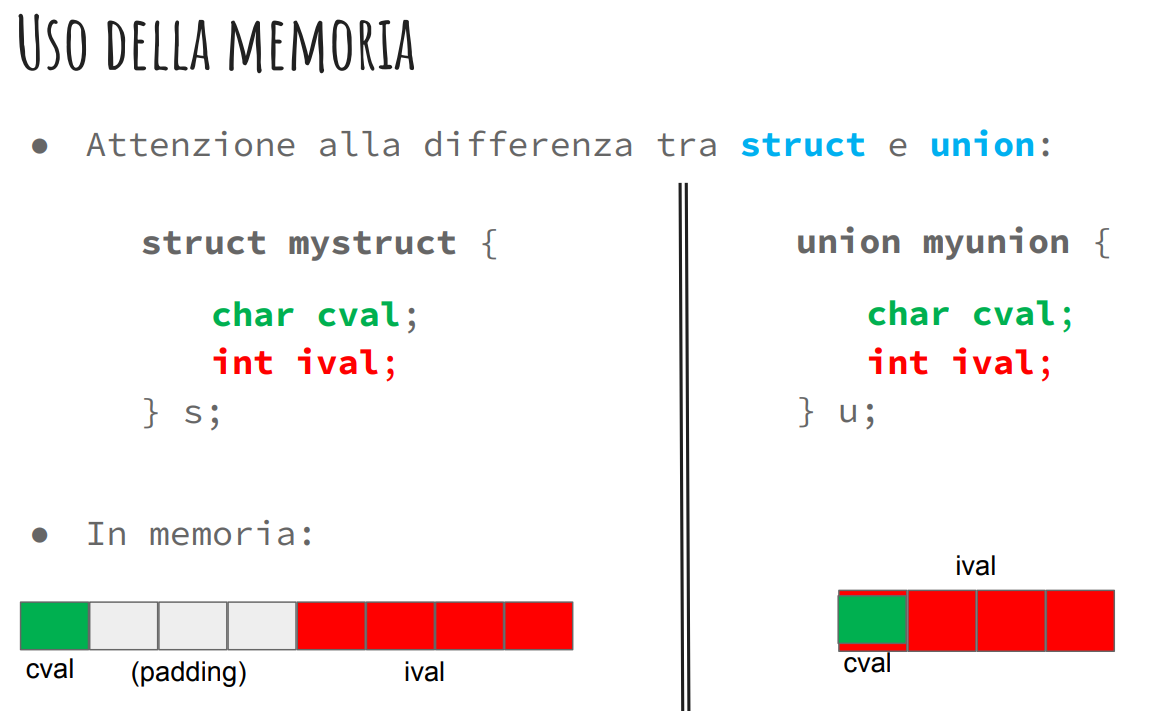 Uso della memoria
● Attenzione alla differenza tra struct e union:
struct mystruct {
char cval;
int ival;
} s;
union myunion {
char cval;
int ival;
} u;
● In memoria:
cval
(padding)
ival
ival
cval